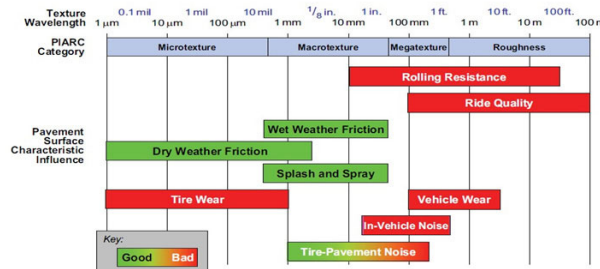 Texture Wavelength
0.1 mil 1 mil 10 mil 1/8 in. 1 in. 1 ft. 10 ft. 100 ft.
1 µm 10 µm 100 µm 1 mm 10 mm 100 mm 1 m 10 m 100 m
PIARC Category
Microtexture Macrotexture Megatexture Roughness
Rolling Resistance
Ride Quality
Pavement Surface Characteristic Influence
Wet Weather Friction
Dry Weather Friction
Splash and Spray
Tire Wear Vehicle Wear
In-Vehicle Noise
Key:
Good Bad
Tire-Pavement Noise